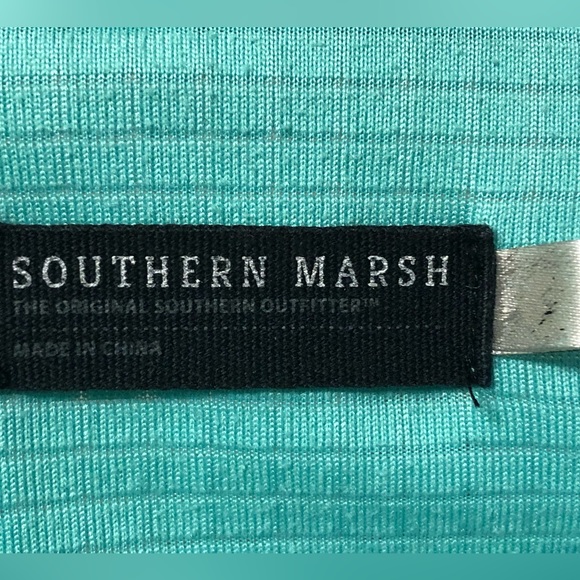 SOUTHERN MARSH
THE ORIGINAL SOUTHERN OUTFITTER™
MADE IN CHINA